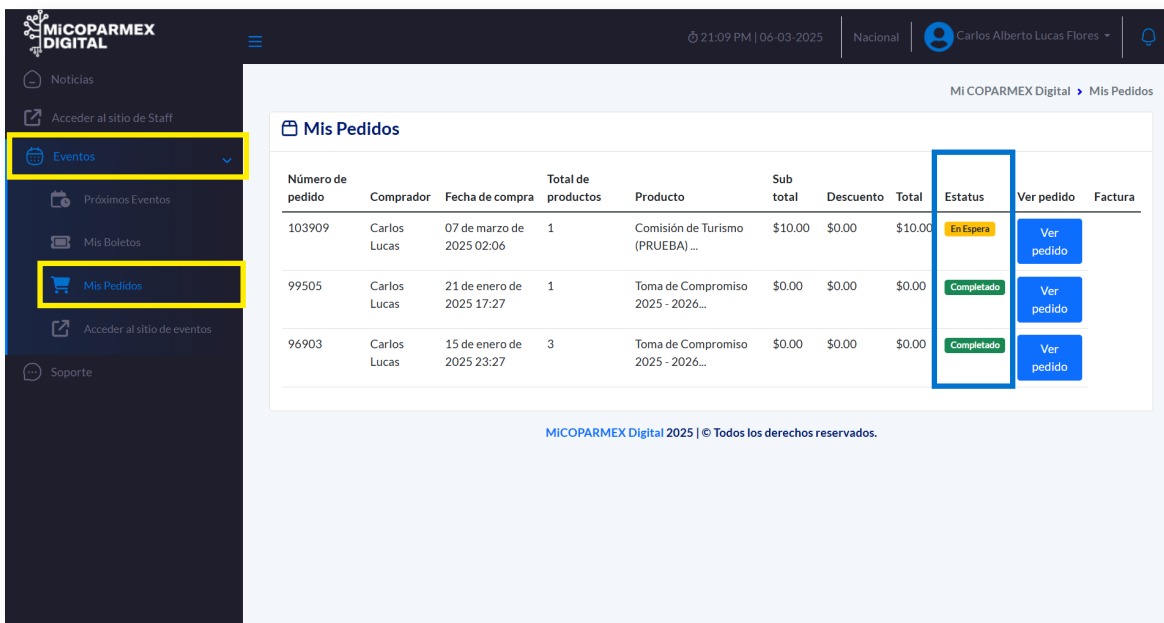 MiCOPARMEX
DIGITAL
21:09 PM | 06-03-2025
Nacional
Carlos Alberto Lucas Flores
Noticias
Acceder al sitio de Staff
Eventos
Próximos Eventos
Mis Boletos
Mis Pedidos
Acceder al sitio de eventos
Soporte
Mi COPARMEX Digital > Mis Pedidos
Mis Pedidos
Número de pedido Comprador Fecha de compra Total de productos Producto Sub total Descuento Total Estatus Ver pedido Factura
103909 Carlos Lucas 07 de marzo de 2025 02:06 1 Comisión de Turismo (PRUEBA) ... $10.00 $0.00 $10.00 En Espera Ver pedido
99505 Carlos Lucas 21 de enero de 2025 17:27 1 Toma de Compromiso 2025 - 2026... $0.00 $0.00 $0.00 Completado Ver pedido
96903 Carlos Lucas 15 de enero de 2025 23:27 3 Toma de Compromiso 2025 - 2026... $0.00 $0.00 $0.00 Completado Ver pedido
MiCOPARMEX Digital 2025 | © Todos los derechos reservados.